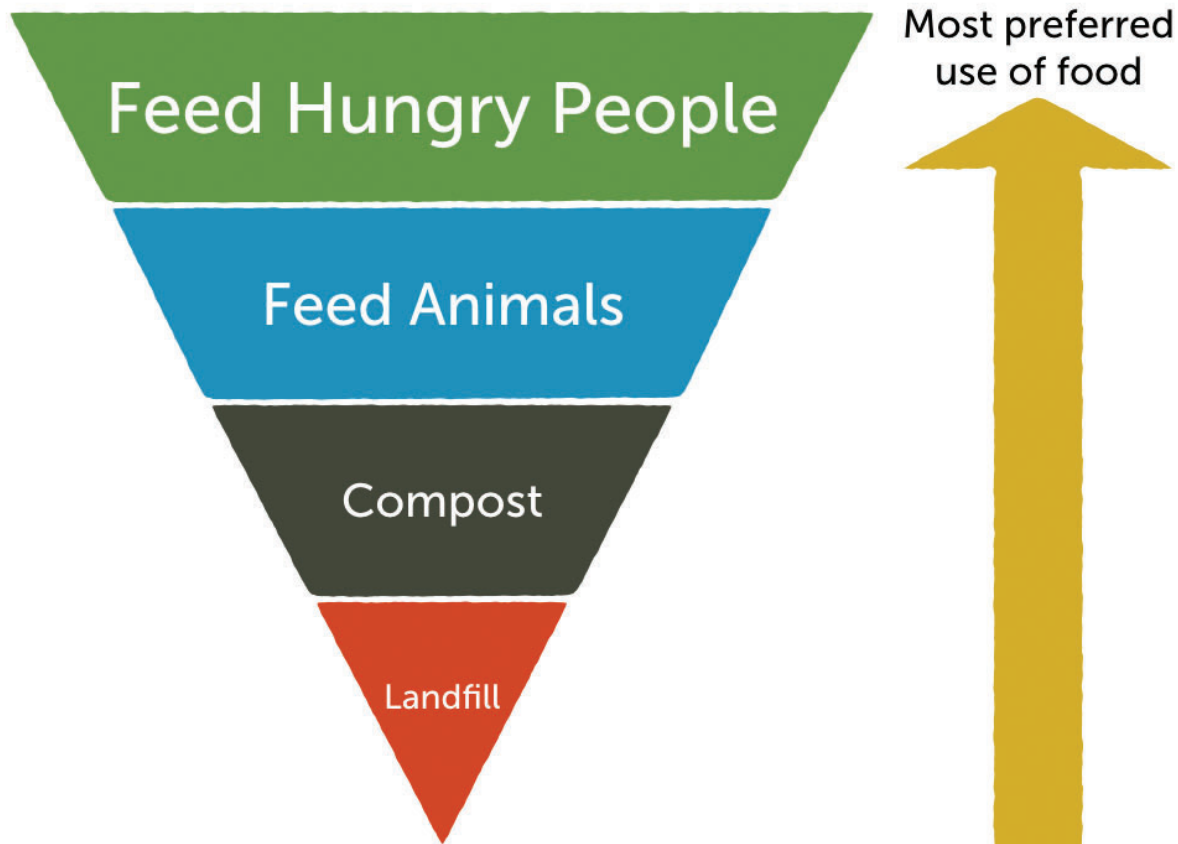 Most preferred
use of food
Feed Hungry People
Feed Animals
Compost
Landfill